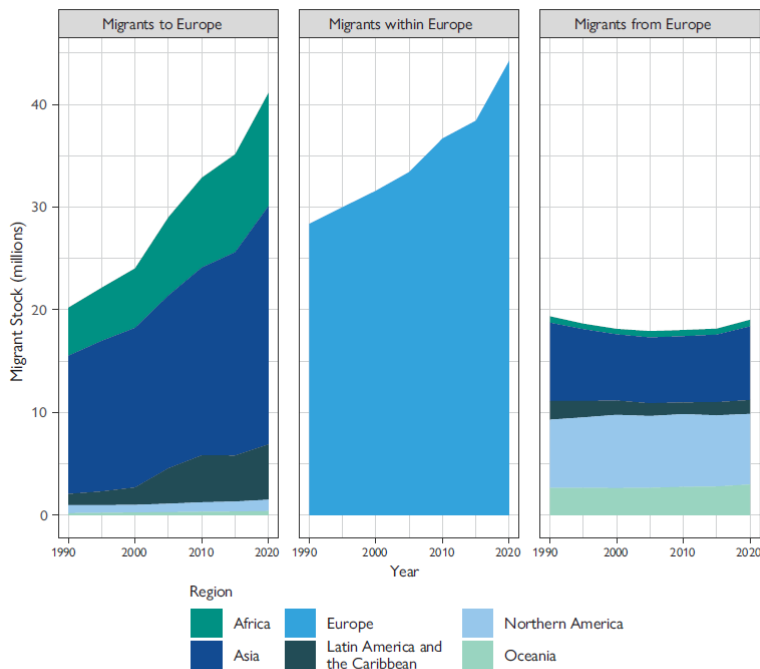 Migrants to Europe
Migrants within Europe
Migrants from Europe
Migrant Stock (millions)
40
30
20
10
0
1990
2000
2010
2020
1990
2000
2010
2020
1990
2000
2010
2020
Year
Region
Africa
Europe
Northern America
Asia
Latin America and
the Caribbean
Oceania